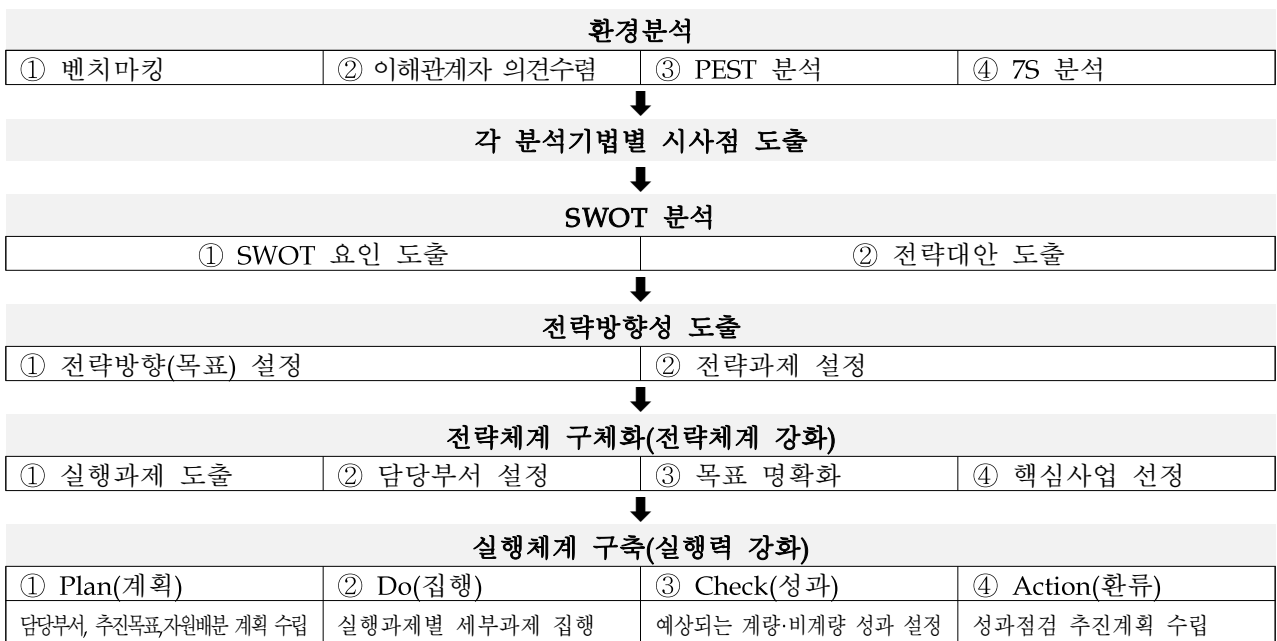 환경분석
① 벤치마킹 ② 이해관계자 의견수렴 ③ PEST 분석 ④ 7S 분석
각 분석기법별 시사점 도출
SWOT 분석
① SWOT 요인 도출 ② 전략대안 도출
전략방향성 도출
① 전략방향(목표) 설정 ② 전략과제 설정
전략체계 구체화(전략체계 강화)
① 실행과제 도출 ② 담당부서 설정 ③ 목표 명확화 ④ 핵심사업 선정
실행체계 구축(실행력 강화)
① Plan(계획) ② Do(집행) ③ Check(성과) ④ Action(환류)
담당부서, 추진목표,자원배분 계획 수립 실행과제별 세부과제 집행 예상되는 계량·비계량 성과 설정 성과점검 추진계획 수립